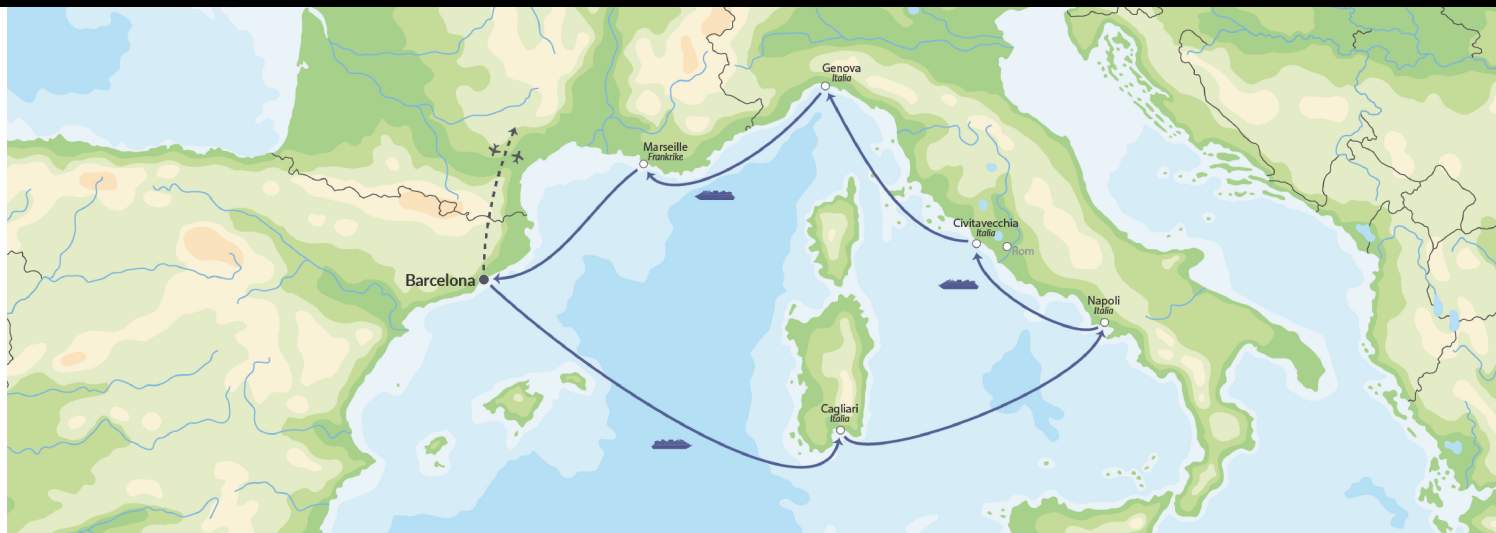 Genova
Italia
Marseille
Frankrike
Civitavecchia
Italia
Rom
Barcelona
Napoli
Italia
Cagliari
Italia